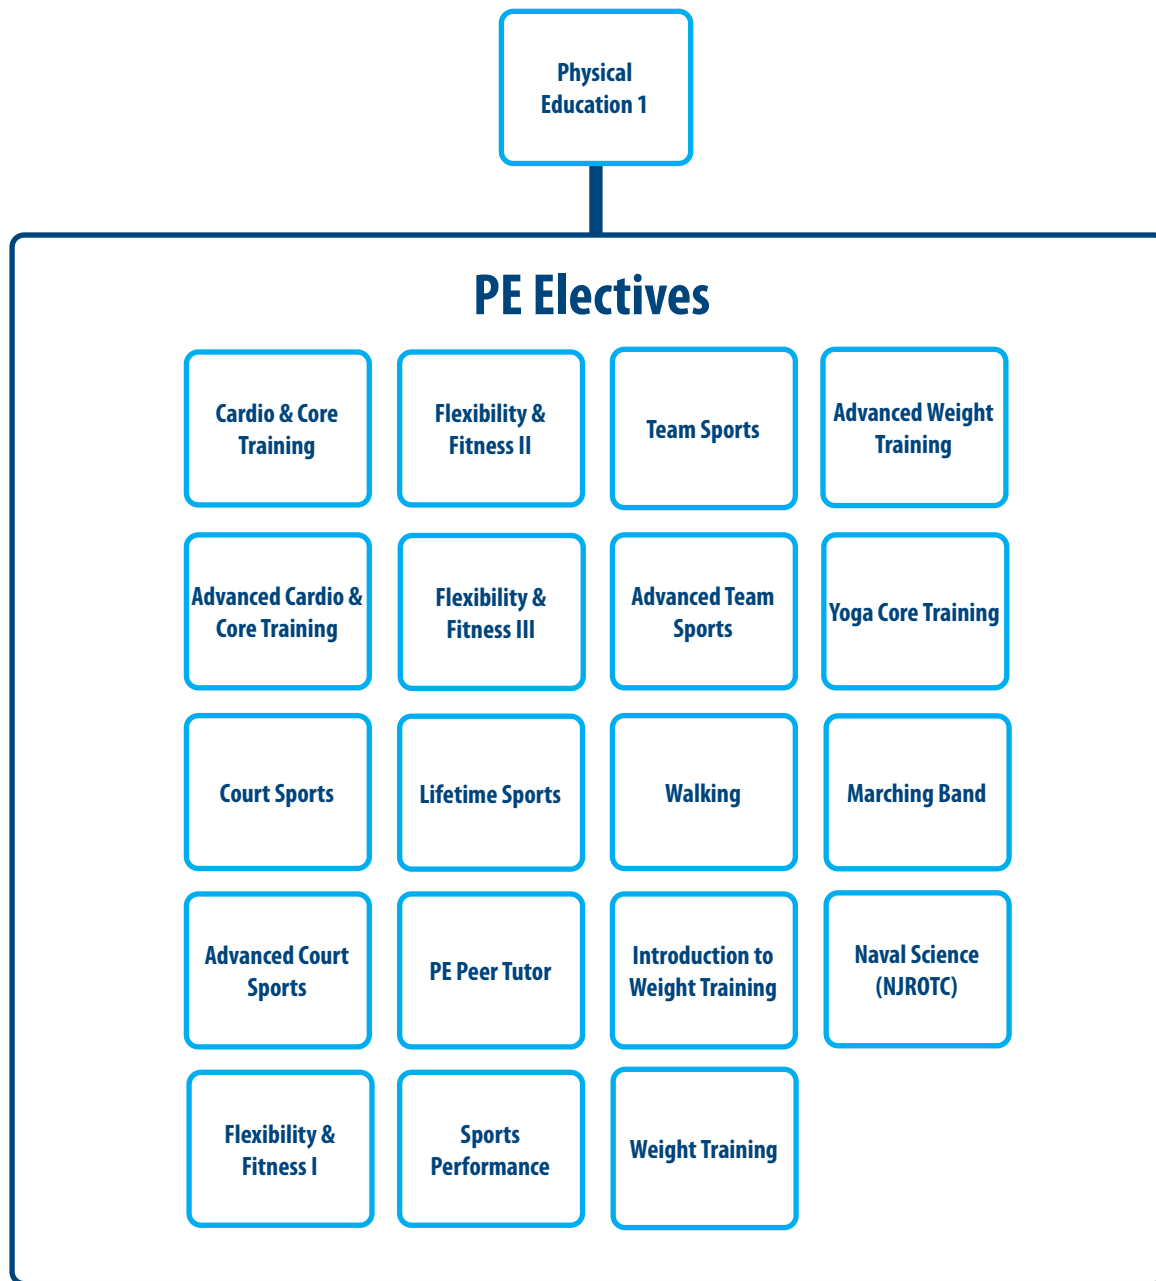 Physical
Education 1
PE Electives
Cardio & Core
Training
Flexibility &
Fitness II
Team Sports
Advanced Weight
Training
Advanced Cardio &
Core Training
Flexibility &
Fitness III
Advanced Team
Sports
Yoga Core Training
Court Sports
Lifetime Sports
Walking
Marching Band
Advanced Court
Sports
PE Peer Tutor
Introduction to
Weight Training
Naval Science
(NJROTC)
Flexibility &
Fitness I
Sports
Performance
Weight Training